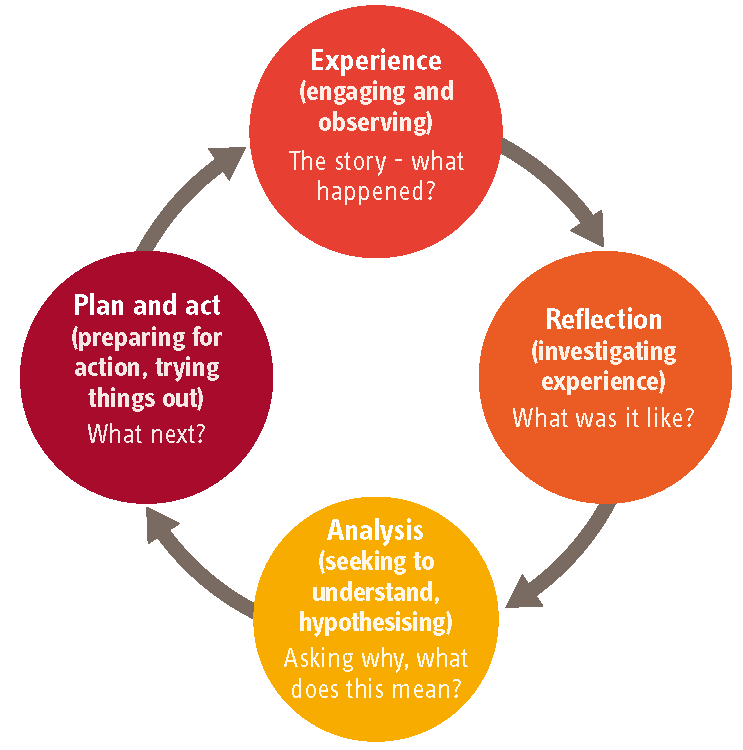 Experience
(engaging and
observing)
The story - what
happened?
Reflection
(investigating
experience)
What was it like?
Analysis
(seeking to
understand,
hypothesising)
Asking why, what
does this mean?
Plan and act
(preparing for
action, trying
things out)
What next?